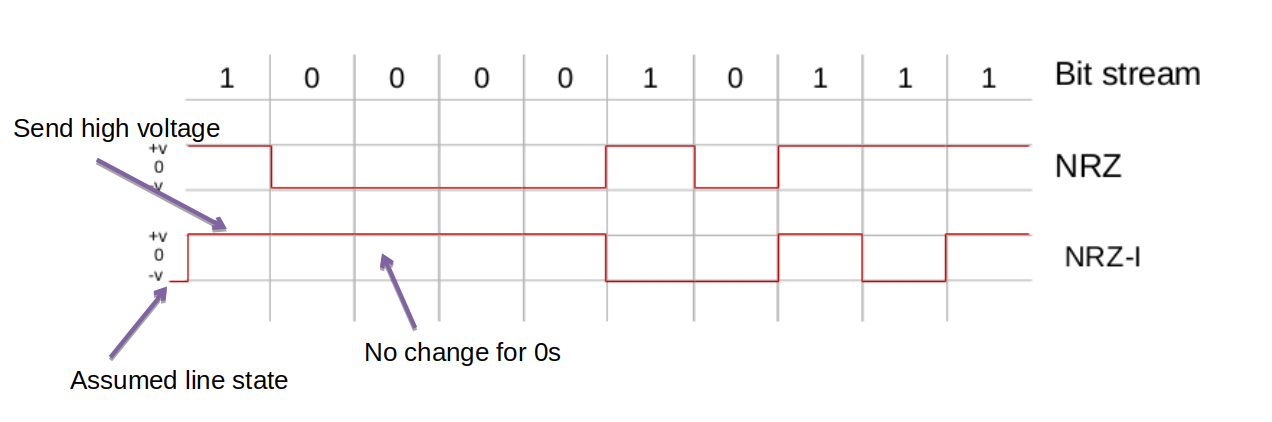 1 0 0 0 0 1 0 1 1 1 Bit stream
Send high voltage
+v
0
-v
NRZ
+v
0
-v
NRZ-I
No change for 0s
Assumed line state